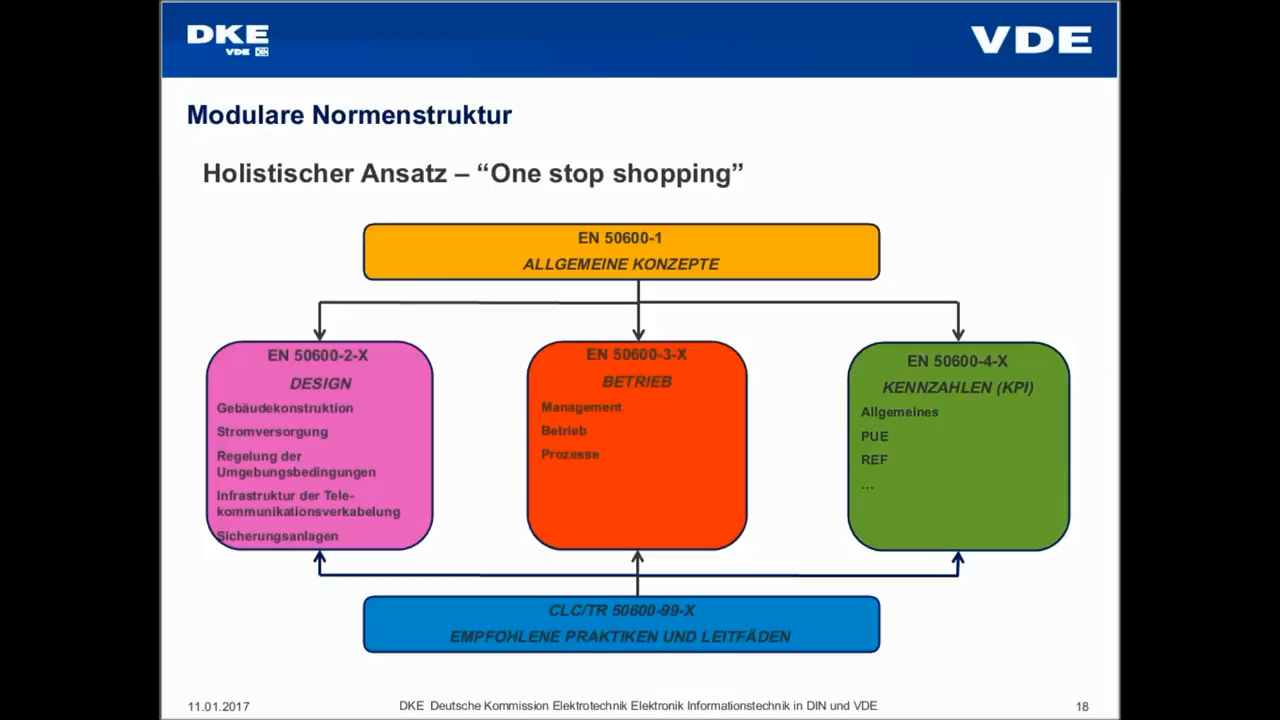 DKE
VDE DIN
VDE
Modulare Normenstruktur
Holistischer Ansatz – “One stop shopping”
EN 50600-1
ALLGEMEINE KONZEPTE
EN 50600-2-X
DESIGN
Gebäudekonstruktion
Stromversorgung
Regelung der
Umgebungsbedingungen
Infrastruktur der Tele-
kommunikationsverkabelung
Sicherungsanlagen
EN 50600-3-X
BETRIEB
Management
Betrieb
Prozesse
EN 50600-4-X
KENNZAHLEN (KPI)
Allgemeines
PUE
REF
...
CLC/TR 50600-99-X
EMPFOHLENE PRAKTIKEN UND LEITFÄDEN
11.01.2017
DKE Deutsche Kommission Elektrotechnik Elektronik Informationstechnik in DIN und VDE
18